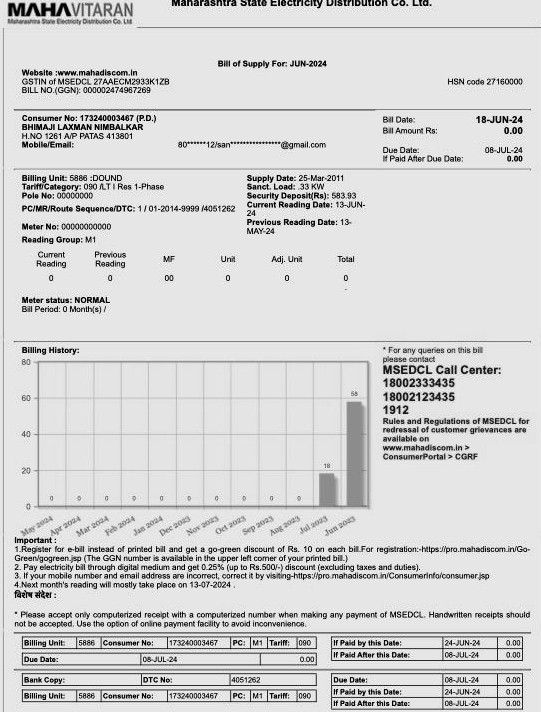 MAHAVITARAN
Maharashtra State Electricity Distribution Co. Ltd.
Maharashtra State Electricity Distribution Co. Ltd.
Bill of Supply For: JUN-2024
Website :www.mahadiscom.in
GSTIN of MSEDCL 27AAECM2933K1ZB
HSN code 27160000
BILL NO.(GGN): 000002474967269
Consumer No: 173240003467 (P.D.)
BHIMAJI LAXMAN NIMBALKAR
H.NO 1261 A/P PATAS 413801
Mobile/Email: 80******12/san****************@gmail.com
Bill Date: 18-JUN-24
Bill Amount Rs: 0.00
Due Date: 08-JUL-24
If Paid After Due Date: 0.00
Billing Unit: 5886 :DOUND
Tariff/Category: 090 /LT I Res 1-Phase
Pole No: 00000000
PC/MR/Route Sequence/DTC: 1 / 01-2014-9999 /4051262
Meter No: 00000000000
Reading Group: M1
Supply Date: 25-Mar-2011
Sanct. Load: .33 KW
Security Deposit(Rs): 583.93
Current Reading Date: 13-JUN-
24
Previous Reading Date: 13-
MAY-24
Current Reading Previous Reading MF Unit Adj. Unit Total
0 0 00 0 0 0
Meter status: NORMAL
Bill Period: 0 Month(s) /
Billing History:
80
60
40
20
0
0 0 0 0 0 0 0 0 0 0 18 58
May 2024 Apr 2024 Mar 2024 Feb 2024 Jan 2024 Dec 2023 Nov 2023 Oct 2023 Sep 2023 Aug 2023 Jul 2023 Jun 2023
* For any queries on this bill
please contact
MSEDCL Call Center:
18002333435
18002123435
1912
Rules and Regulations of MSEDCL for
redressal of customer grievances are
available on
www.mahadiscom.in >
ConsumerPortal > CGRF
Important :
1.Register for e-bill instead of printed bill and get a go-green discount of Rs. 10 on each bill.For registration:-https://pro.mahadiscom.in/Go-
Green/gogreen.jsp (The GGN number is available in the upper left corner of your printed bill.)
2. Pay electricity bill through digital medium and get 0.25% (up to Rs.500/-) discount (excluding taxes and duties).
3. If your mobile number and email address are incorrect, correct it by visiting-https://pro.mahadiscom.in/ConsumerInfo/consumer.jsp
4.Next month's reading will mostly take place on 13-07-2024 .
विशेष संदेश :
* Please accept only computerized receipt with a computerized number when making any payment of MSEDCL. Handwritten receipts should
not be accepted. Use the option of online payment facility to avoid inconvenience.
Billing Unit: 5886 Consumer No: 173240003467 PC: M1 Tariff: 090
Due Date: 08-JUL-24 0.00
If Paid by this Date: 24-JUN-24 0.00
If Paid After this Date: 08-JUL-24 0.00
Bank Copy: DTC No: 4051262
Billing Unit: 5886 Consumer No: 173240003467 PC: M1 Tariff: 090
Due Date: 08-JUL-24 0.00
If Paid by this Date: 24-JUN-24 0.00
If Paid After this Date: 08-JUL-24 0.00